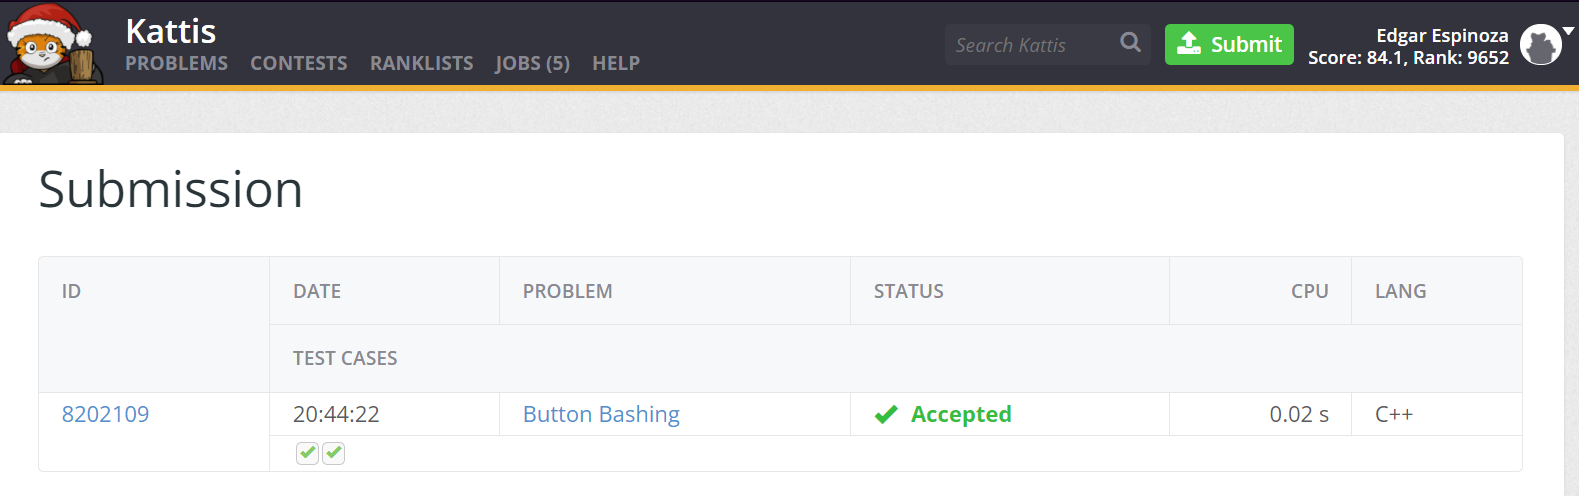 Kattis
PROBLEMS CONTESTS RANKLISTS JOBS (5) HELP
Search Kattis
Submit
Edgar Espinoza
Score: 84.1, Rank: 9652
Submission
ID DATE PROBLEM STATUS CPU LANG
TEST CASES
8202109 20:44:22 Button Bashing Accepted 0.02 s C++